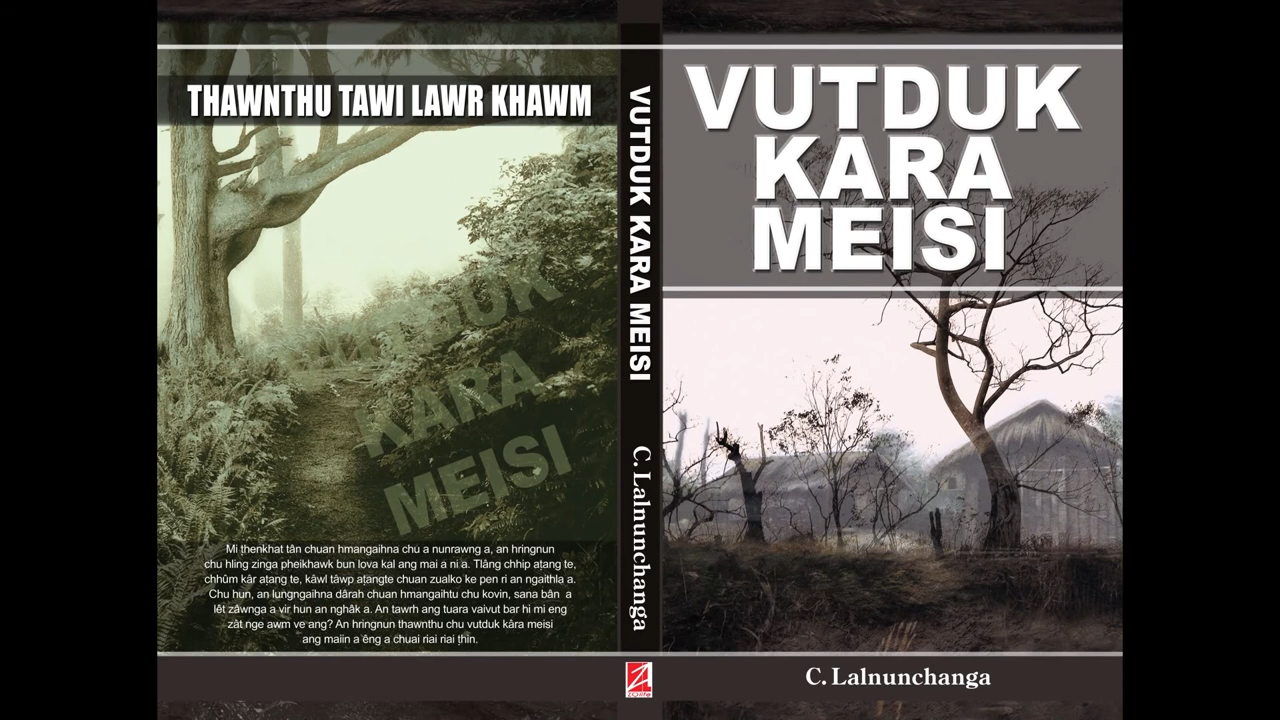 THAWNTHU TAWI LAWR KHAWM
VUTDUK
KARA
MEISI
Mi ṭhenkhat tân chuan hmangaihna chu a nunrawng a, an hringnun
chu hling zinga pheikhawk bun lova kal ang mai a ni a. Tlâng chhip aṭang te,
chhûm kâr aṭang te, kâwl tâwp aṭangte chuan zualko ke pen ri an ngaithla a.
Chu hun, an lungngaihna dârah chuan hmangaihtu chu kovin, sana bân a
lêt zâwnga a vir hun an nghâk a. An tawrh ang tuara vaivut bar hi mi eng
zât nge awm ve ang? An hringnun thawnthu chu vutduk kâra meisi
ang maiin a êng a chuai riai riai ṭhin.
VUTDUK KARA MEISI
C. Lalnunchanga
VUTDUK
KARA
MEISI
C. Lalnunchanga